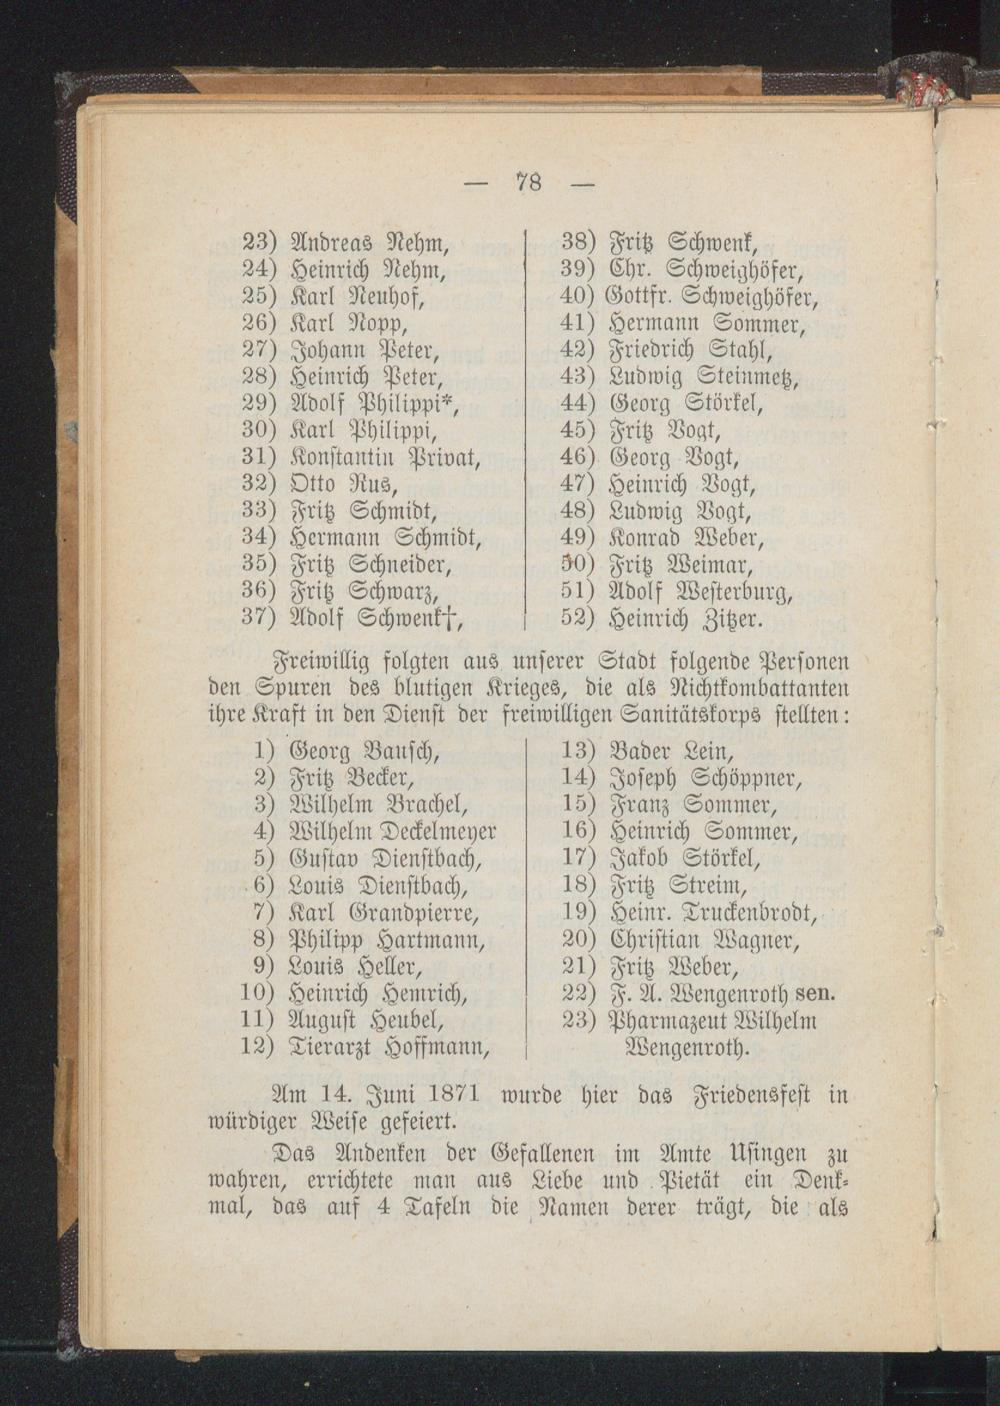 — 78 —
23) Andreas Nehm,
24) Heinrich Nehm,
25) Karl Neuhof,
26) Karl Nopp,
27) Johann Peter,
28) Heinrich Peter,
29) Adolf Philippi*,
30) Karl Philippi,
31) Konstantin Privat,
32) Otto Rus,
33) Fritz Schmidt,
34) Hermann Schmidt,
35) Fritz Schneider,
36) Fritz Schwarz,
37) Adolf Schwenk†,
38) Fritz Schwenk,
39) Chr. Schweighöfer,
40) Gottfr. Schweighöfer,
41) Hermann Sommer,
42) Friedrich Stahl,
43) Ludwig Steinmetz,
44) Georg Störkel,
45) Fritz Vogt,
46) Georg Vogt,
47) Heinrich Vogt,
48) Ludwig Vogt,
49) Konrad Weber,
50) Fritz Weimar,
51) Adolf Westerburg,
52) Heinrich Zitzer.
Freiwillig folgten aus unserer Stadt folgende Personen
den Spuren des blutigen Krieges, die als Nichtkombattanten
ihre Kraft in den Dienst der freiwilligen Sanitätskorps stellten:
1) Georg Bausch,
2) Fritz Becker,
3) Wilhelm Brachel,
4) Wilhelm Deckelmeyer
5) Gustav Dienstbach,
6) Louis Dienstbach,
7) Karl Grandpierre,
8) Philipp Hartmann,
9) Louis Heller,
10) Heinrich Hemrich,
11) August Heubel,
12) Tierarzt Hoffmann,
13) Bader Lein,
14) Joseph Schöppner,
15) Franz Sommer,
16) Heinrich Sommer,
17) Jakob Störkel,
18) Fritz Streim,
19) Heinr. Truckenbrodt,
20) Christian Wagner,
21) Fritz Weber,
22) F. A. Wengenroth sen.
23) Pharmazeut Wilhelm
Wengenroth.
Am 14. Juni 1871 wurde hier das Friedensfest in
würdiger Weise gefeiert.
Das Andenken der Gefallenen im Amte Usingen zu
wahren, errichtete man aus Liebe und Pietät ein Denk-
mal, das auf 4 Tafeln die Namen derer trägt, die als